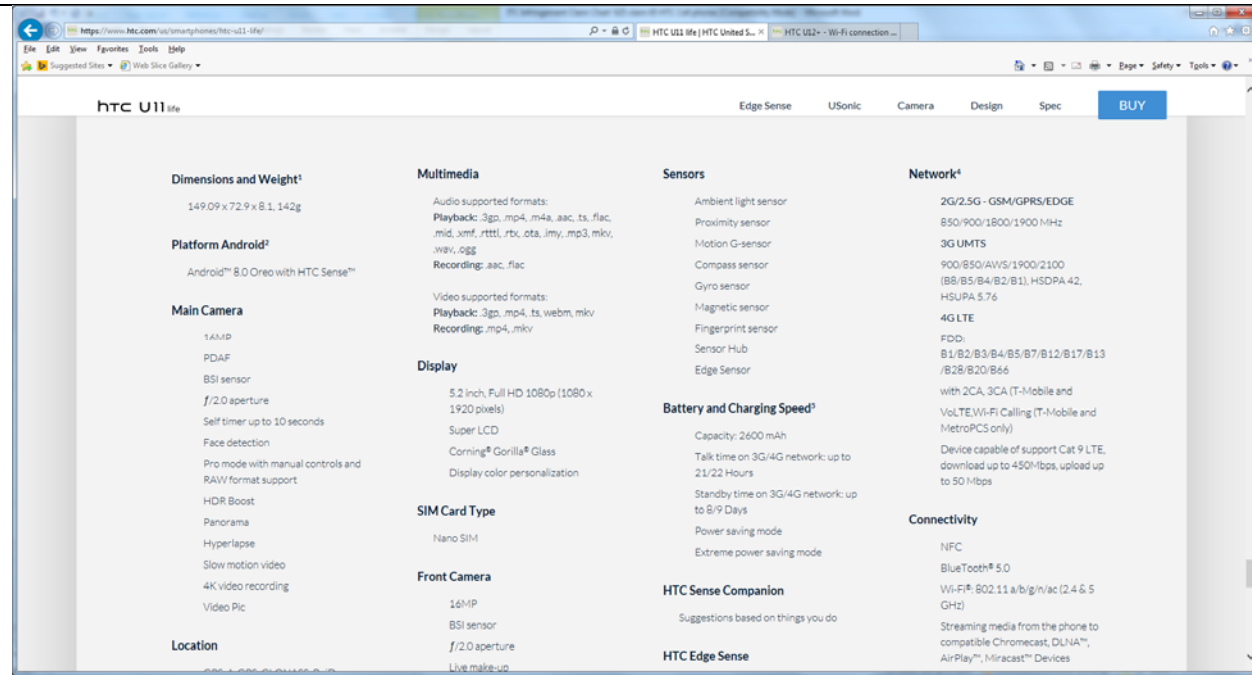 https://www.htc.com/us/smartphones/htc-u11-life/
HTC U11 life | HTC United S...
HTC U12+ - Wi-Fi connection ...
File Edit View Favorites Tools Help
Suggested Sites Web Slice Gallery
Page Safety Tools
hTC U11 life
Edge Sense USonic Camera Design Spec BUY
Dimensions and Weight¹
149.09 x 72.9 x 8.1, 142g
Platform Android²
Android™ 8.0 Oreo with HTC Sense™
Main Camera
16MP
PDAF
BSI sensor
ƒ/2.0 aperture
Self timer up to 10 seconds
Face detection
Pro mode with manual controls and
RAW format support
HDR Boost
Panorama
Hyperlapse
Slow motion video
4K video recording
Video Pic
Location
Multimedia
Audio supported formats:
Playback: .3gp, .mp4, .m4a, .aac, .ts, .flac,
.mid, .xmf, .rtttl, .rtx, .ota, .imy, .mp3, mkv,
.wav, .ogg
Recording: .aac, .flac
Video supported formats:
Playback: .3gp, .mp4, .ts, webm, mkv
Recording: .mp4, .mkv
Display
5.2 inch, Full HD 1080p (1080 x
1920 pixels)
Super LCD
Corning® Gorilla® Glass
Display color personalization
SIM Card Type
Nano SIM
Front Camera
16MP
BSI sensor
ƒ/2.0 aperture
Live make-up
Sensors
Ambient light sensor
Proximity sensor
Motion G-sensor
Compass sensor
Gyro sensor
Magnetic sensor
Fingerprint sensor
Sensor Hub
Edge Sensor
Battery and Charging Speed⁵
Capacity: 2600 mAh
Talk time on 3G/4G network: up to
21/22 Hours
Standby time on 3G/4G network: up
to 8/9 Days
Power saving mode
Extreme power saving mode
HTC Sense Companion
Suggestions based on things you do
HTC Edge Sense
Network⁴
2G/2.5G - GSM/GPRS/EDGE
850/900/1800/1900 MHz
3G UMTS
900/850/AWS/1900/2100
(B8/B5/B4/B2/B1), HSDPA 42,
HSUPA 5.76
4G LTE
FDD:
B1/B2/B3/B4/B5/B7/B12/B17/B13
/B28/B20/B66
with 2CA, 3CA (T-Mobile and
VoLTE,Wi-Fi Calling (T-Mobile and
MetroPCS only)
Device capable of support Cat 9 LTE,
download up to 450Mbps, upload up
to 50 Mbps
Connectivity
NFC
BlueTooth® 5.0
Wi-Fi®: 802.11 a/b/g/n/ac (2.4 & 5
GHz)
Streaming media from the phone to
compatible Chromecast, DLNA™,
AirPlay™, Miracast™ Devices